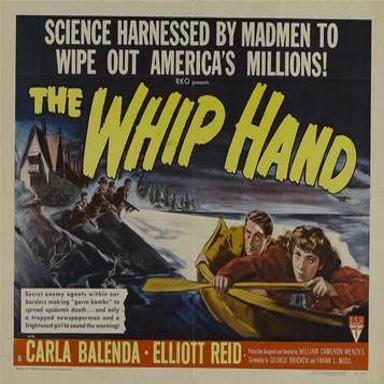 SCIENCE HARNESSED BY MADMEN TO
WIPE OUT AMERICA'S MILLIONS!
RKO presents
THE WHIP HAND
Secret enemy agents within our
borders making "germ bombs" to
spread epidemic death...and only
a trapped newspaperman and a
frightened girl to sound the warning!
with
CARLA BALENDA · ELLIOTT REID
Production Designed and Directed by WILLIAM CAMERON MENZIES
Screenplay by GEORGE BRICKER and FRANK L. MOSS
RKO
RADIO